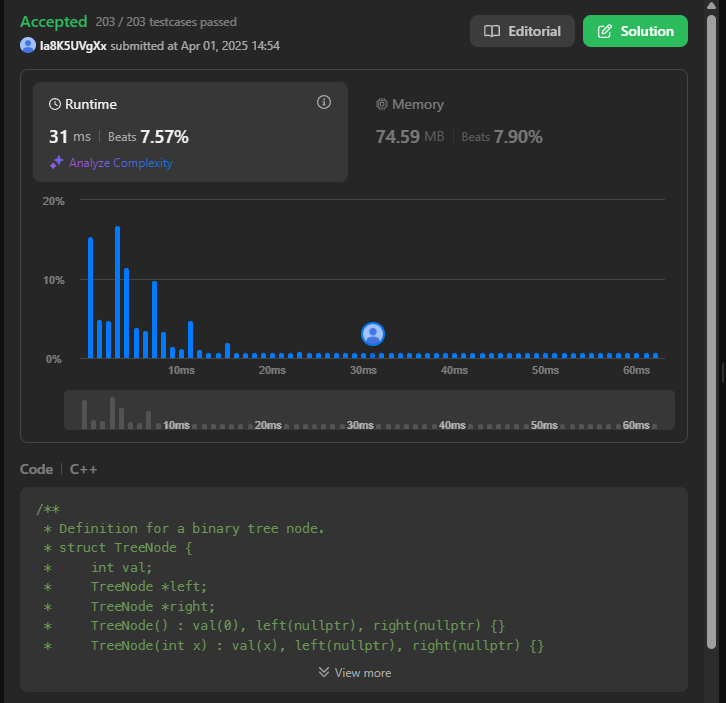 Accepted 203 / 203 testcases passed
Ia8K5UVgXx submitted at Apr 01, 2025 14:54
Editorial
Solution
Runtime
31 ms Beats 7.57%
Analyze Complexity
Memory
74.59 MB Beats 7.90%
20%
10%
0%
10ms 20ms 30ms 40ms 50ms 60ms
10ms 20ms 30ms 40ms 50ms 60ms
Code C++
/**
* Definition for a binary tree node.
* struct TreeNode {
*     int val;
*     TreeNode *left;
*     TreeNode *right;
*     TreeNode() : val(0), left(nullptr), right(nullptr) {}
*     TreeNode(int x) : val(x), left(nullptr), right(nullptr) {}
View more